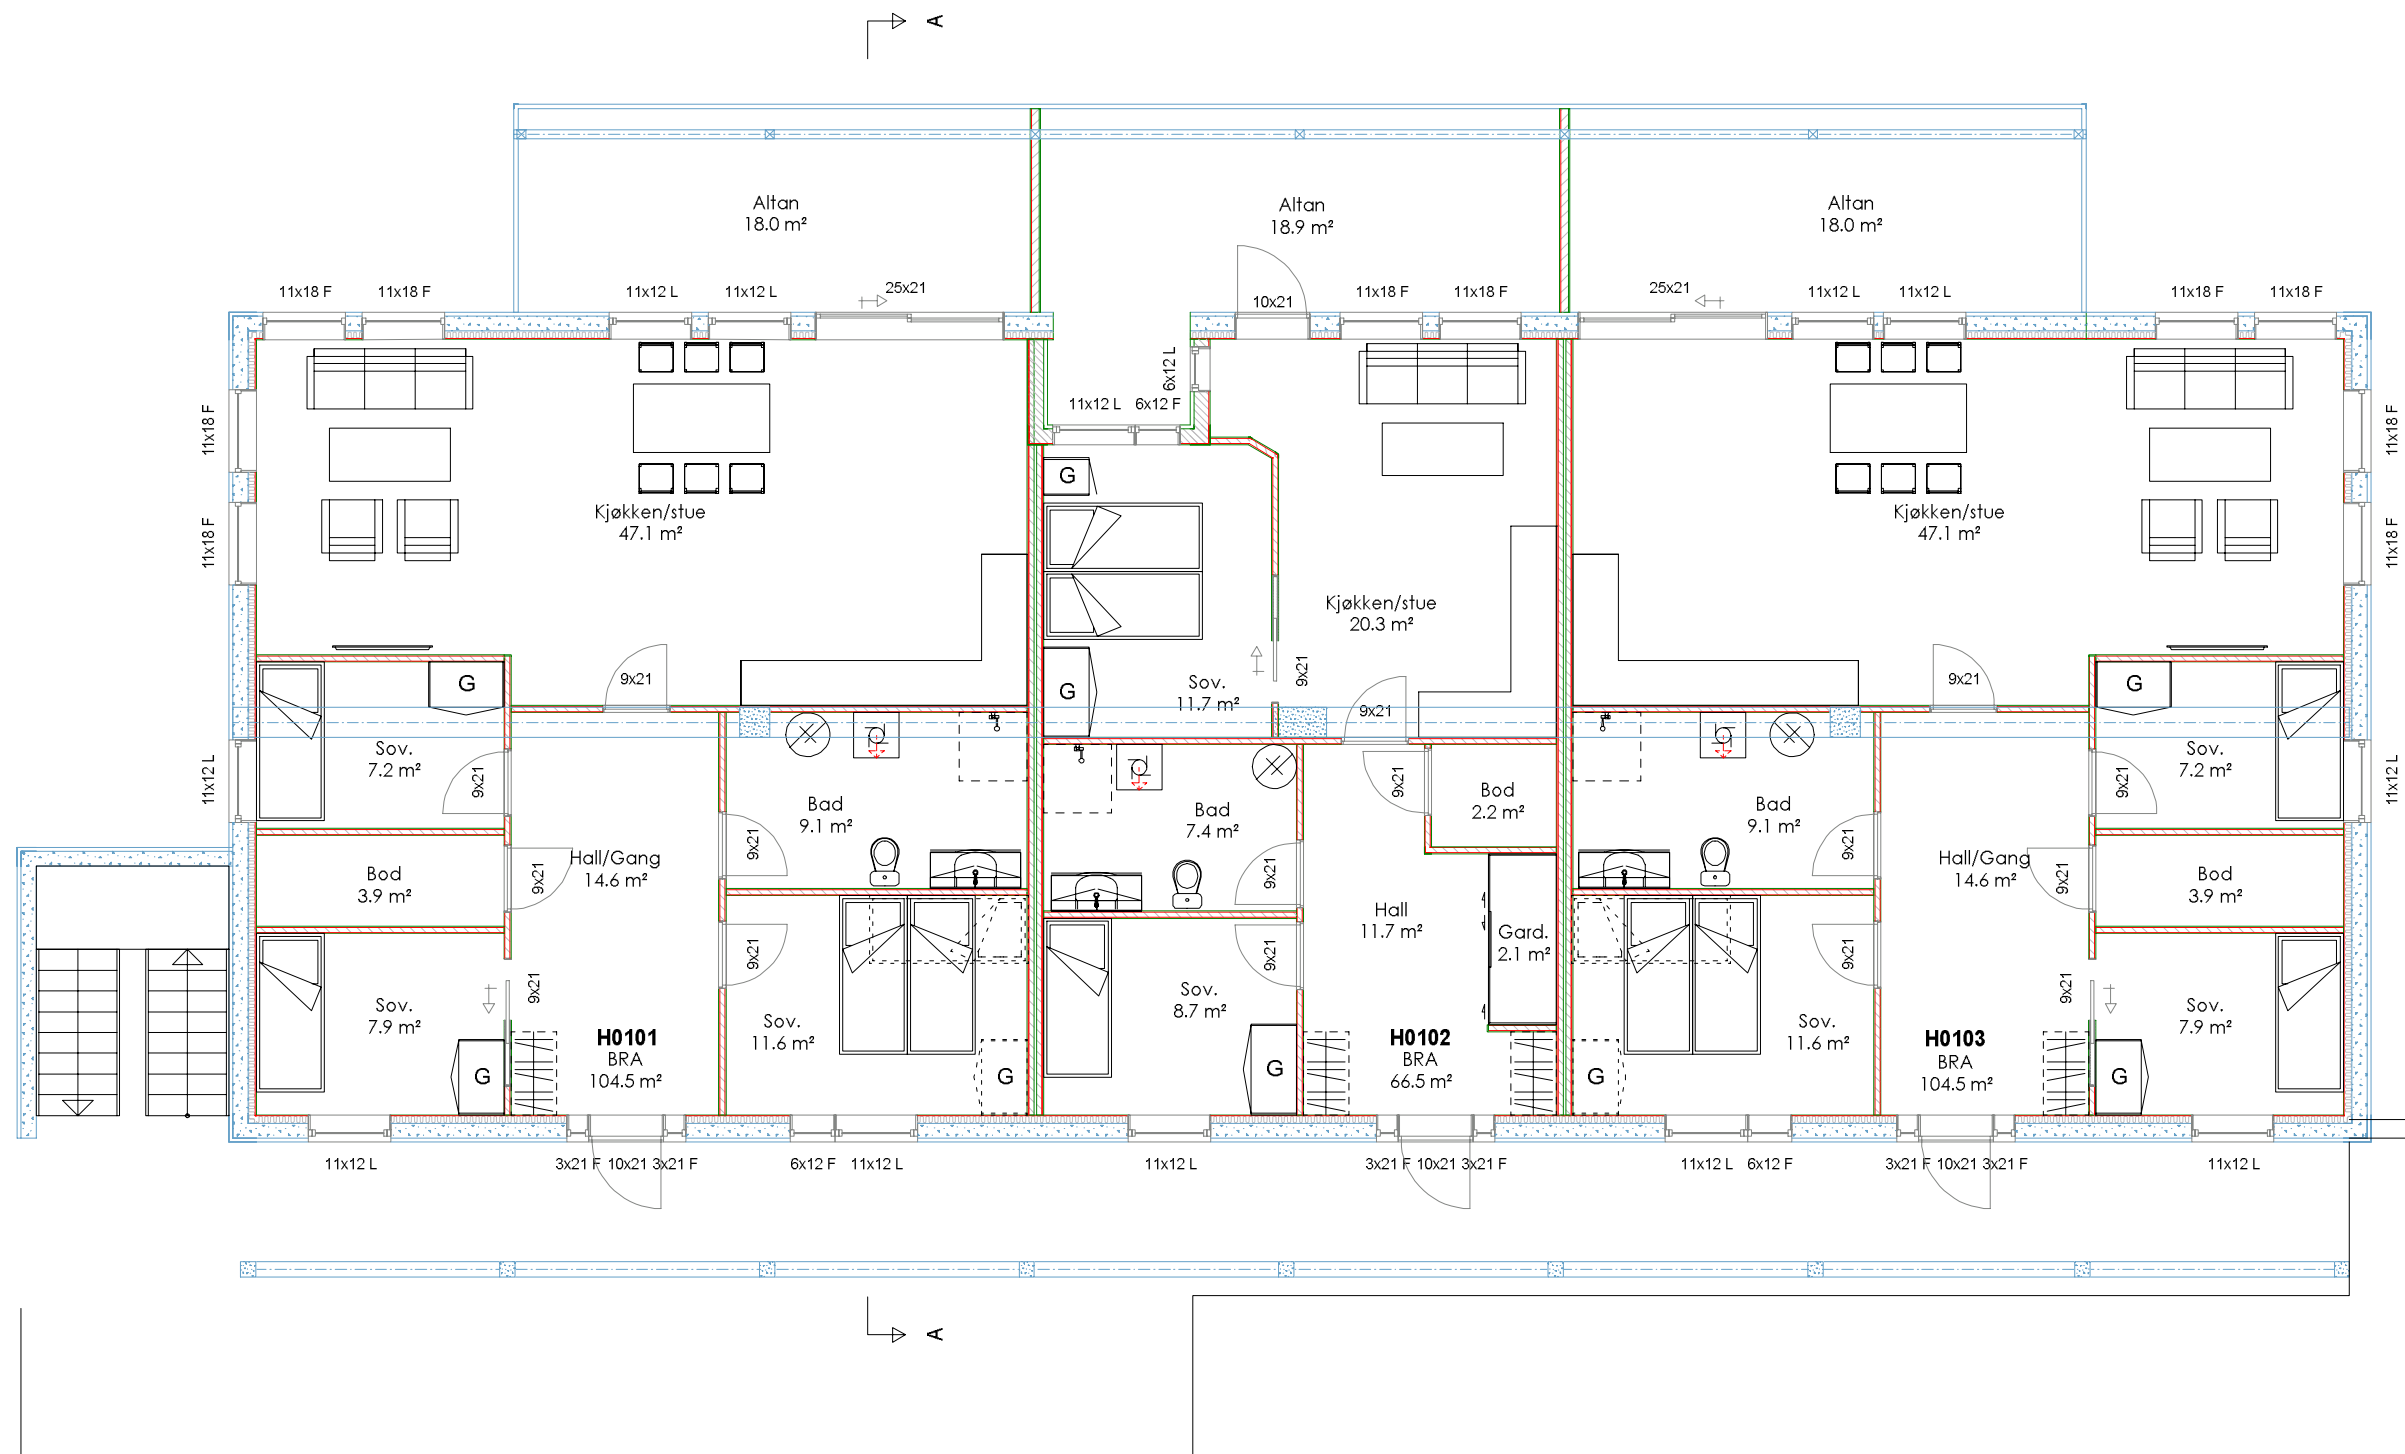 A
Altan
18.0 m²
Altan
18.9 m²
Altan
18.0 m²
11x18 F
11x18 F
11x12 L
11x12 L
25x21
10x21
11x18 F
11x18 F
25x21
11x12 L
11x12 L
11x18 F
11x18 F
6x12 L
11x12 L
6x12 F
11x18 F
11x18 F
G
Kjøkken/stue
47.1 m²
Kjøkken/stue
47.1 m²
11x18 F
11x18 F
Kjøkken/stue
20.3 m²
9x21
G
9x21
Sov.
11.7 m²
G
9x21
9x21
9x21
G
Sov.
7.2 m²
9x21
11x12 L
Sov.
7.2 m²
9x21
11x12 L
Bad
9.1 m²
9x21
Bad
7.4 m²
9x21
9x21
Bod
2.2 m²
Bad
9.1 m²
9x21
Bod
3.9 m²
9x21
Hall/Gang
14.6 m²
Hall/Gang
14.6 m²
9x21
Bod
3.9 m²
Hall
11.7 m²
Gard.
2.1 m²
9x21
9x21
9x21
9x21
9x21
Sov.
7.9 m²
Sov.
11.6 m²
Sov.
8.7 m²
Sov.
11.6 m²
Sov.
7.9 m²
H0101
BRA
104.5 m²
H0102
BRA
66.5 m²
H0103
BRA
104.5 m²
G
G
G
G
G
11x12 L
3x21 F
10x21
3x21 F
6x12 F
11x12 L
11x12 L
3x21 F
10x21
3x21 F
11x12 L
6x12 F
3x21 F
10x21
3x21 F
11x12 L
A